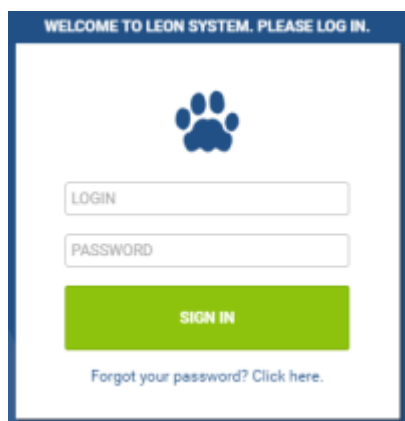 WELCOME TO LEON SYSTEM. PLEASE LOG IN.
LOGIN
PASSWORD
SIGN IN
Forgot your password? Click here.